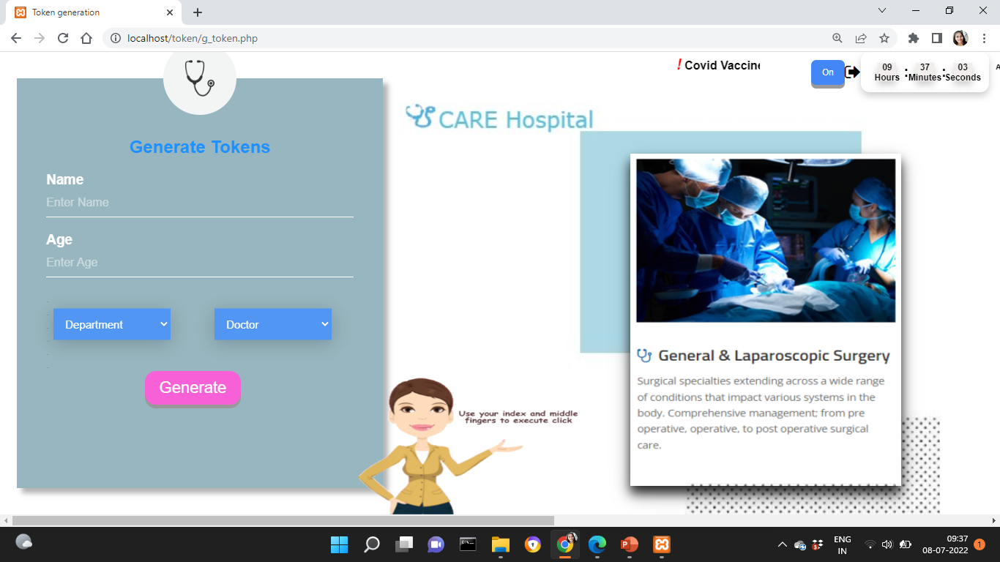 Token generation
localhost/token/g_token.php
! Covid Vaccine
On
09 : 37 : 03
Hours Minutes Seconds
A
CARE Hospital
Generate Tokens
Name
Enter Name
Age
Enter Age
Department
Doctor
Generate
Use your index and middle
fingers to execute click
General & Laparoscopic Surgery
Surgical specialties extending across a wide range
of conditions that impact various systems in the
body. Comprehensive management; from pre
operative, operative, to post operative surgical
care.
ENG
IN
09:37
08-07-2022
1
3